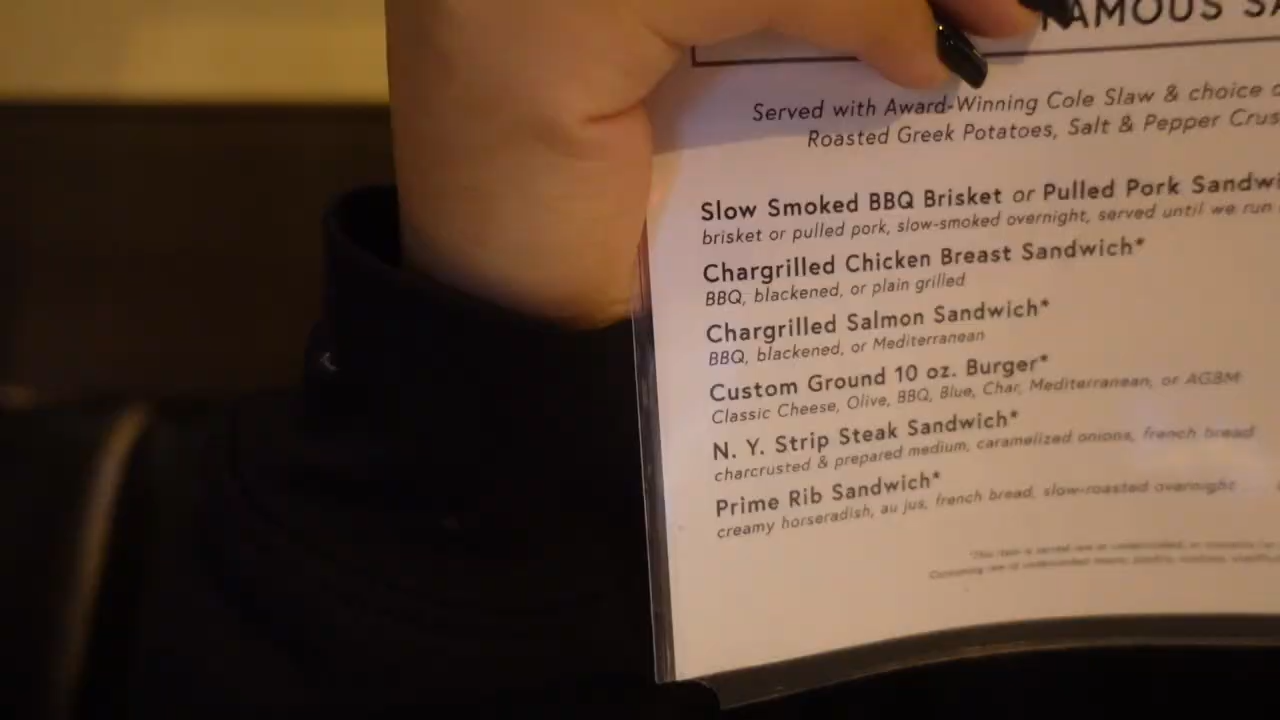 FAMOUS SA
Served with Award-Winning Cole Slaw & choice o
Roasted Greek Potatoes, Salt & Pepper Crus
Slow Smoked BBQ Brisket or Pulled Pork Sandwi
brisket or pulled pork, slow-smoked overnight, served until we run
Chargrilled Chicken Breast Sandwich*
BBQ, blackened, or plain grilled
Chargrilled Salmon Sandwich*
BBQ, blackened, or Mediterranean
Custom Ground 10 oz. Burger*
Classic Cheese, Olive, BBQ, Blue, Char, Mediterranean, or AGBM
N. Y. Strip Steak Sandwich*
charcrusted & prepared medium, caramelized onions, french bread
Prime Rib Sandwich*
creamy horseradish, au jus, french bread, slow-roasted overnight